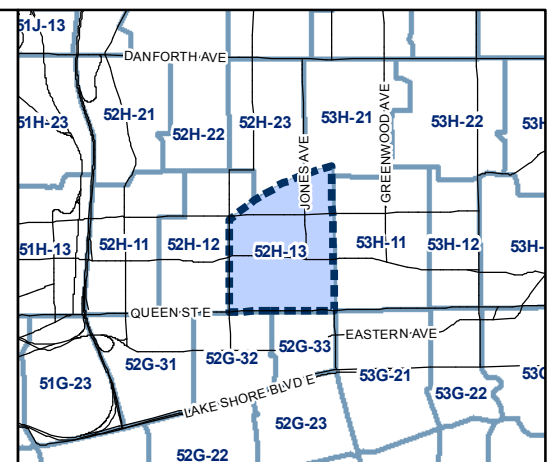 51J-13
DANFORTH AVE
51H-23
52H-21
52H-22
52H-23
JONES AVE
53H-21
GREENWOOD AVE
53H-22
53H
51H-13
52H-11
52H-12
52H-13
53H-11
53H-12
53H-
QUEEN ST E
EASTERN AVE
52G-31
52G-32
52G-33
51G-23
LAKE SHORE BLVD E
53G-21
53G-22
53G
52G-23
52G-22